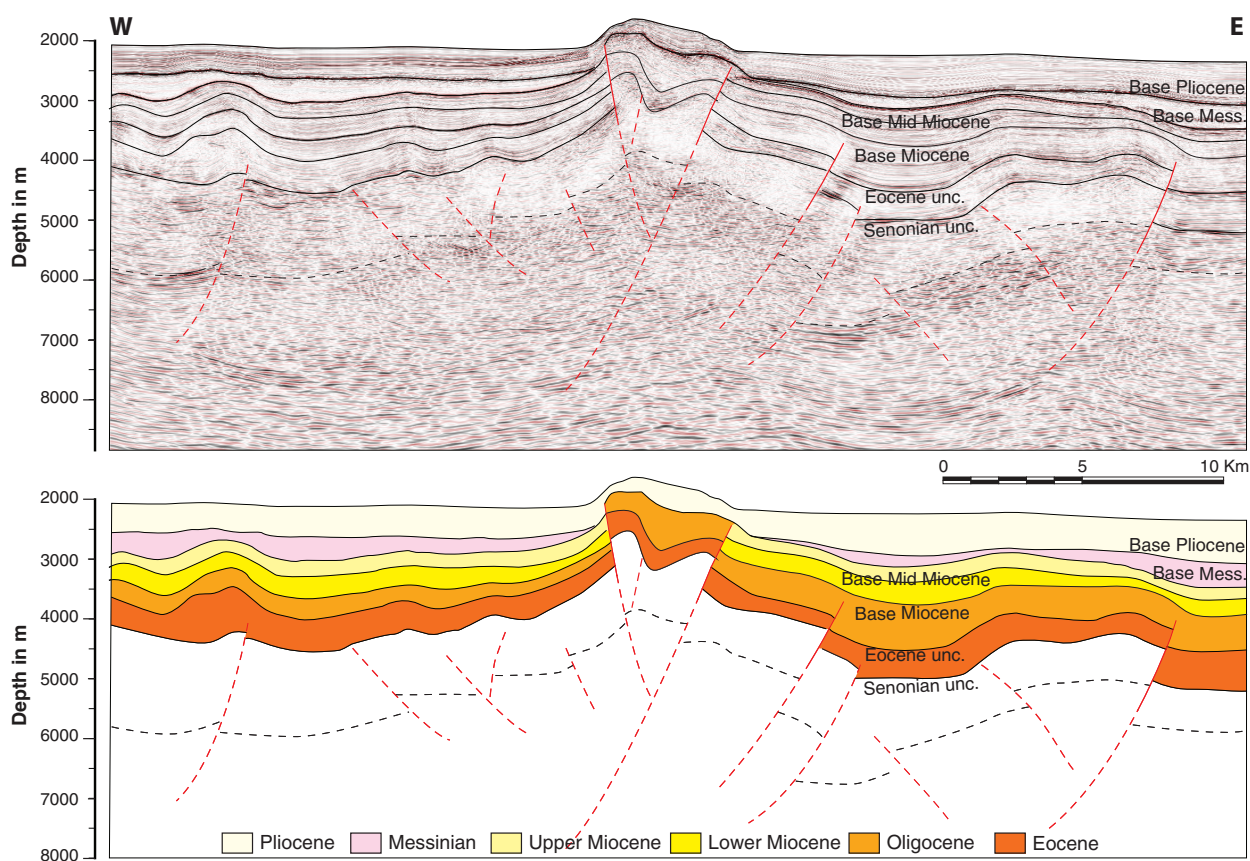 W
E
Depth in m
2000
3000
4000
5000
6000
7000
8000
Base Pliocene
Base Mess.
Base Mid Miocene
Base Miocene
Eocene unc.
Senonian unc.
0 5 10 Km
Depth in m
2000
3000
4000
5000
6000
7000
8000
Base Pliocene
Base Mess.
Base Mid Miocene
Base Miocene
Eocene unc.
Senonian unc.
Pliocene Messinian Upper Miocene Lower Miocene Oligocene Eocene